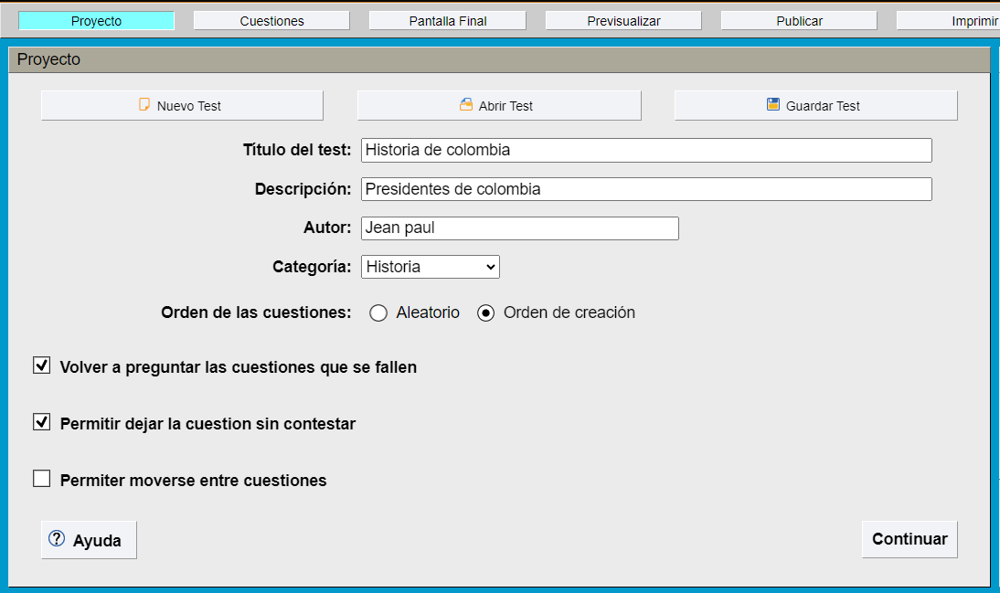 Proyecto Cuestiones Pantalla Final Previsualizar Publicar Imprimir
Proyecto
Nuevo Test Abrir Test Guardar Test
Título del test: Historia de colombia
Descripción: Presidentes de colombia
Autor: Jean paul
Categoría: Historia
Orden de las cuestiones: Aleatorio Orden de creación
Volver a preguntar las cuestiones que se fallen
Permitir dejar la cuestion sin contestar
Permiter moverse entre cuestiones
? Ayuda Continuar